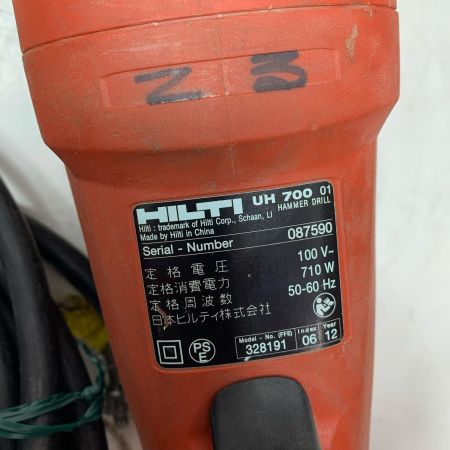 HILTI UH 700 01
HAMMER DRILL
Hilti : trademark of Hilti Corp., Schaan, LI
Made by Hilti in China
Serial - Number 087590
定格電圧 100 V~
定格消費電力 710 W
定格周波数 50-60 Hz
日本ヒルティ株式会社
PS
E
Model - No. (FF6) Index Year
328191 06 12